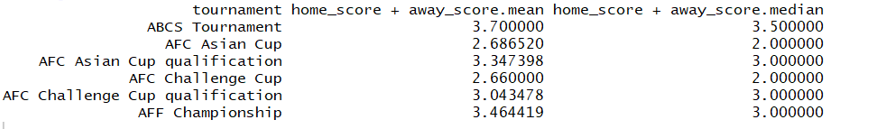 tournament home_score + away_score.mean home_score + away_score.median
ABCS Tournament 3.700000 3.500000
AFC Asian Cup 2.686520 2.000000
AFC Asian Cup qualification 3.347398 3.000000
AFC Challenge Cup 2.660000 2.000000
AFC Challenge Cup qualification 3.043478 3.000000
AFF Championship 3.464419 3.000000